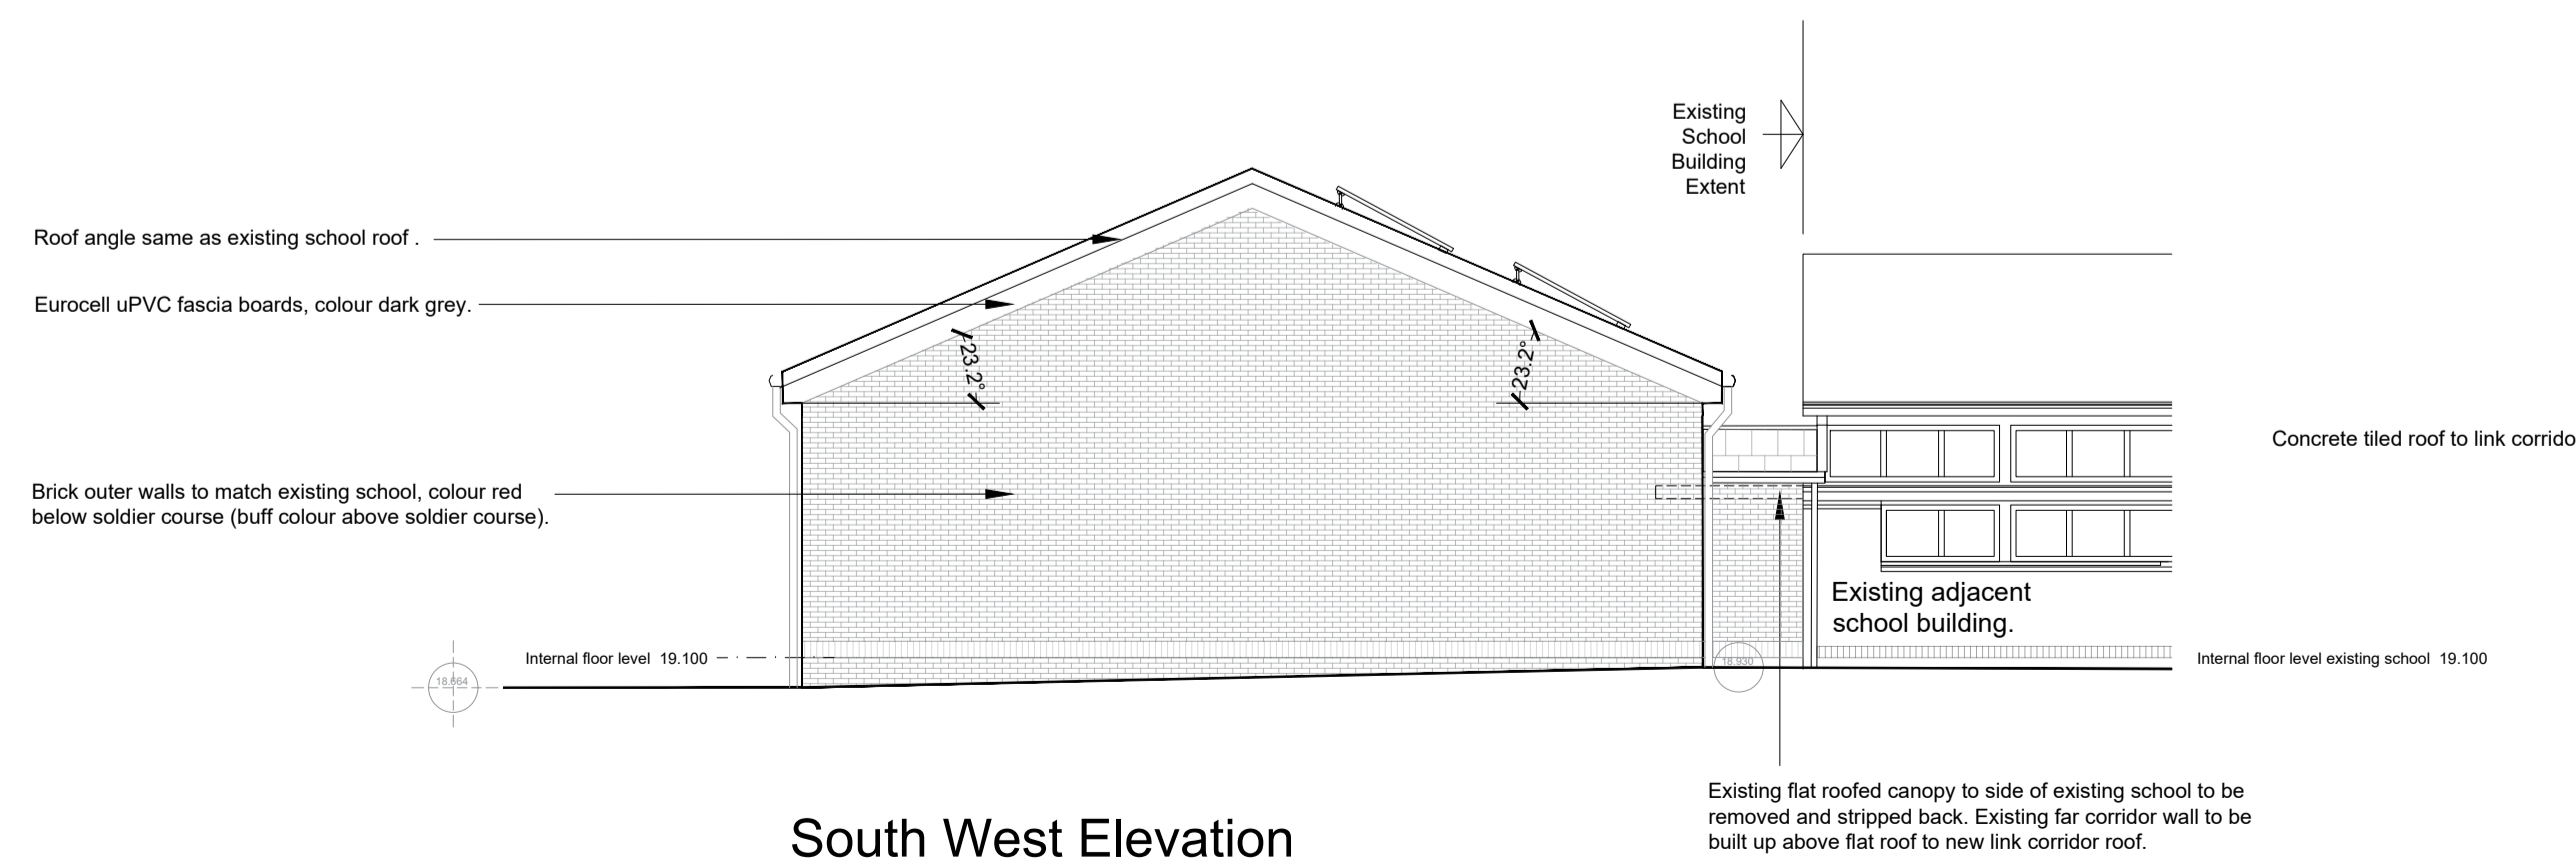 Existing
School
Building
Extent
Roof angle same as existing school roof .
Eurocell uPVC fascia boards, colour dark grey.
23.2°
23.2°
Concrete tiled roof to link corrido
Brick outer walls to match existing school, colour red
below soldier course (buff colour above soldier course).
Existing adjacent
school building.
Internal floor level 19.100
18.664
18.930
Internal floor level existing school 19.100
Existing flat roofed canopy to side of existing school to be
removed and stripped back. Existing far corridor wall to be
built up above flat roof to new link corridor roof.
South West Elevation